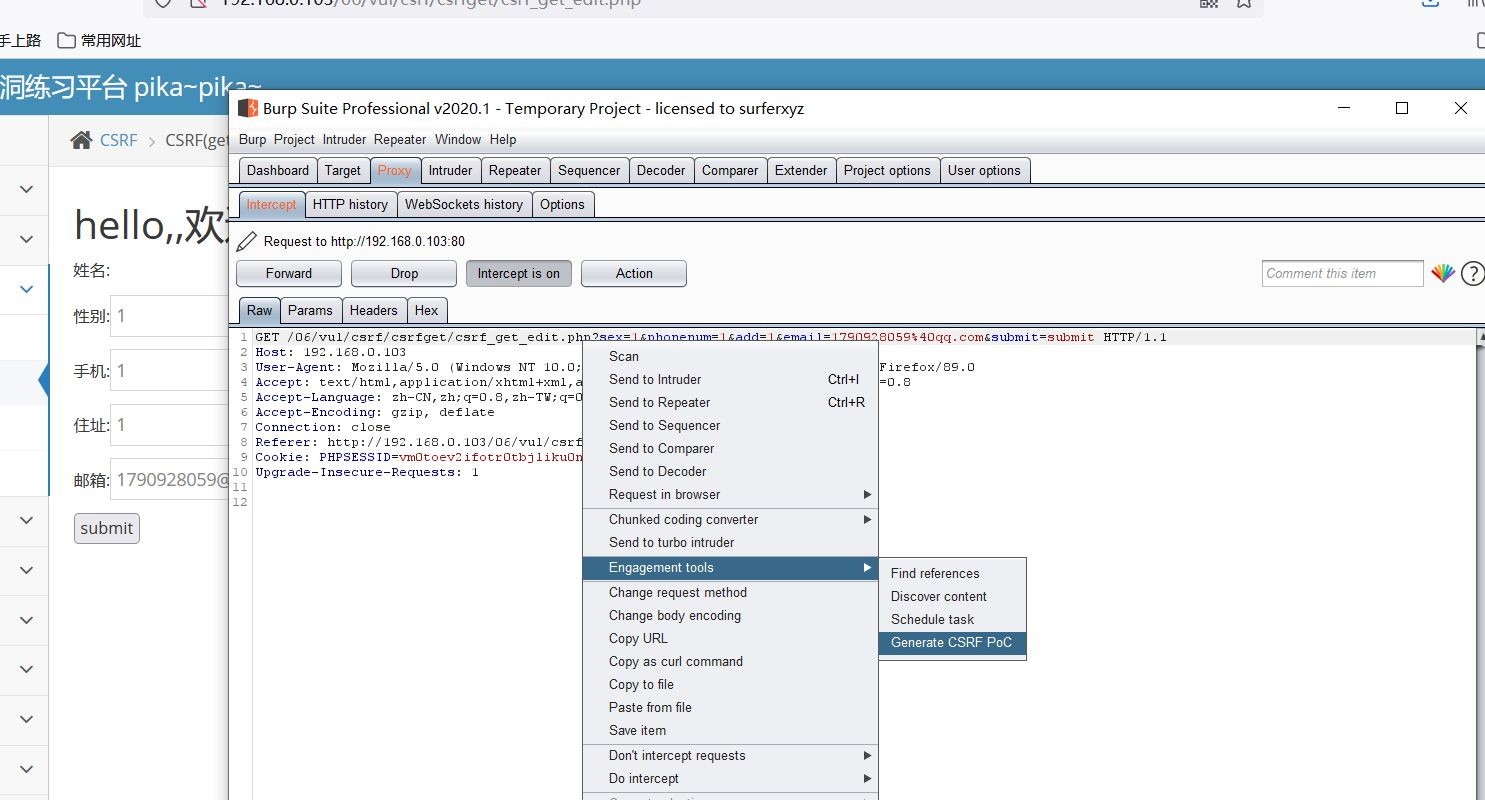 192.168.0.103/06/vul/csrf/csrfget/csrf_get_edit.php
手上路 常用网址
洞练习平台 pika~pika~
CSRF > CSRF(get
hello,,欢
姓名:
性别: 1
手机: 1
住址: 1
邮箱: 1790928059@
submit
Burp Suite Professional v2020.1 - Temporary Project - licensed to surferxyz
Burp Project Intruder Repeater Window Help
Dashboard Target Proxy Intruder Repeater Sequencer Decoder Comparer Extender Project options User options
Intercept HTTP history WebSockets history Options
Request to http://192.168.0.103:80
Forward Drop Intercept is on Action Comment this item ?
Raw Params Headers Hex
1 GET /06/vul/csrf/csrfget/csrf_get_edit.php?sex=1&phonenum=1&add=1&email=1790928059%40qq.com&submit=submit HTTP/1.1
2 Host: 192.168.0.103
3 User-Agent: Mozilla/5.0 (Windows NT 10.0; Firefox/89.0
4 Accept: text/html,application/xhtml+xml,a =0.8
5 Accept-Language: zh-CN,zh;q=0.8,zh-TW;q=0
6 Accept-Encoding: gzip, deflate
7 Connection: close
8 Referer: http://192.168.0.103/06/vul/csrf
9 Cookie: PHPSESSID=vm0toev2ifotr0tbjliku0n
10 Upgrade-Insecure-Requests: 1
11
12
Scan
Send to Intruder Ctrl+I
Send to Repeater Ctrl+R
Send to Sequencer
Send to Comparer
Send to Decoder
Request in browser
Chunked coding converter
Send to turbo intruder
Engagement tools
Change request method
Change body encoding
Copy URL
Copy as curl command
Copy to file
Paste from file
Save item
Don't intercept requests
Do intercept
Find references
Discover content
Schedule task
Generate CSRF PoC